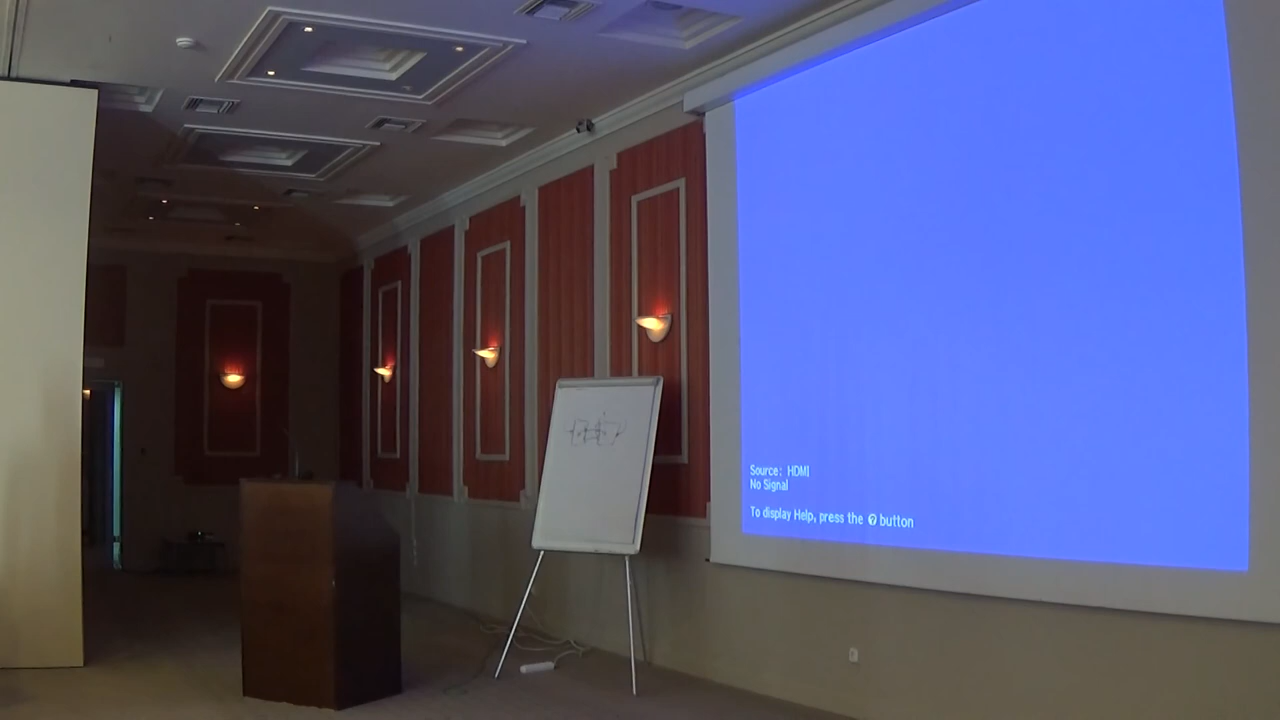 Source: HDMI
No Signal
To display Help, press the ? button